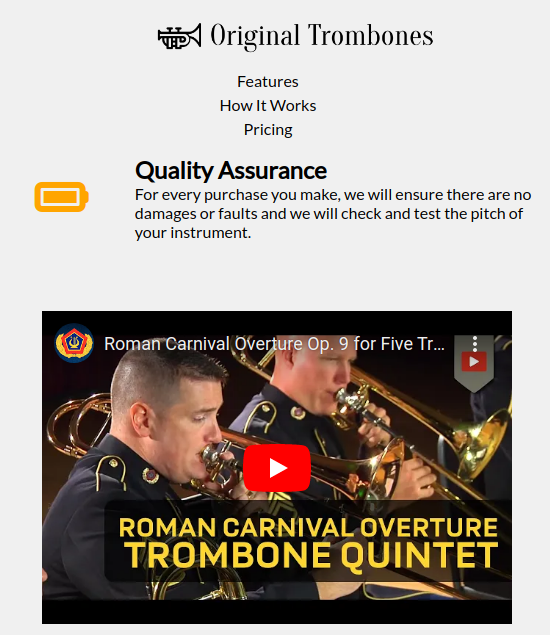 Original Trombones
Features
How It Works
Pricing
Quality Assurance
For every purchase you make, we will ensure there are no
damages or faults and we will check and test the pitch of
your instrument.
Roman Carnival Overture Op. 9 for Five Tr...
ROMAN CARNIVAL OVERTURE
TROMBONE QUINTET